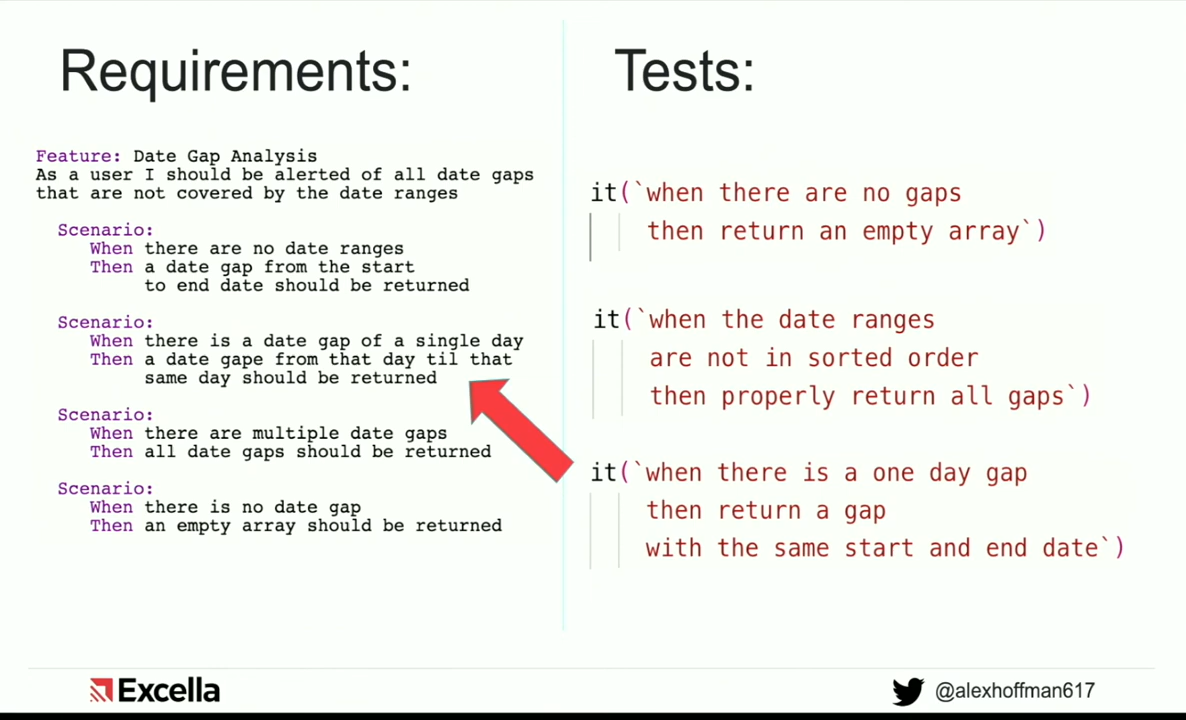 Requirements:
Feature: Date Gap Analysis
As a user I should be alerted of all date gaps
that are not covered by the date ranges
Scenario:
When there are no date ranges
Then a date gap from the start
to end date should be returned
Scenario:
When there is a date gap of a single day
Then a date gape from that day til that
same day should be returned
Scenario:
When there are multiple date gaps
Then all date gaps should be returned
Scenario:
When there is no date gap
Then an empty array should be returned
Tests:
it(`when there are no gaps
then return an empty array`)
it(`when the date ranges
are not in sorted order
then properly return all gaps`)
it(`when there is a one day gap
then return a gap
with the same start and end date`)
Excella
@alexhoffman617